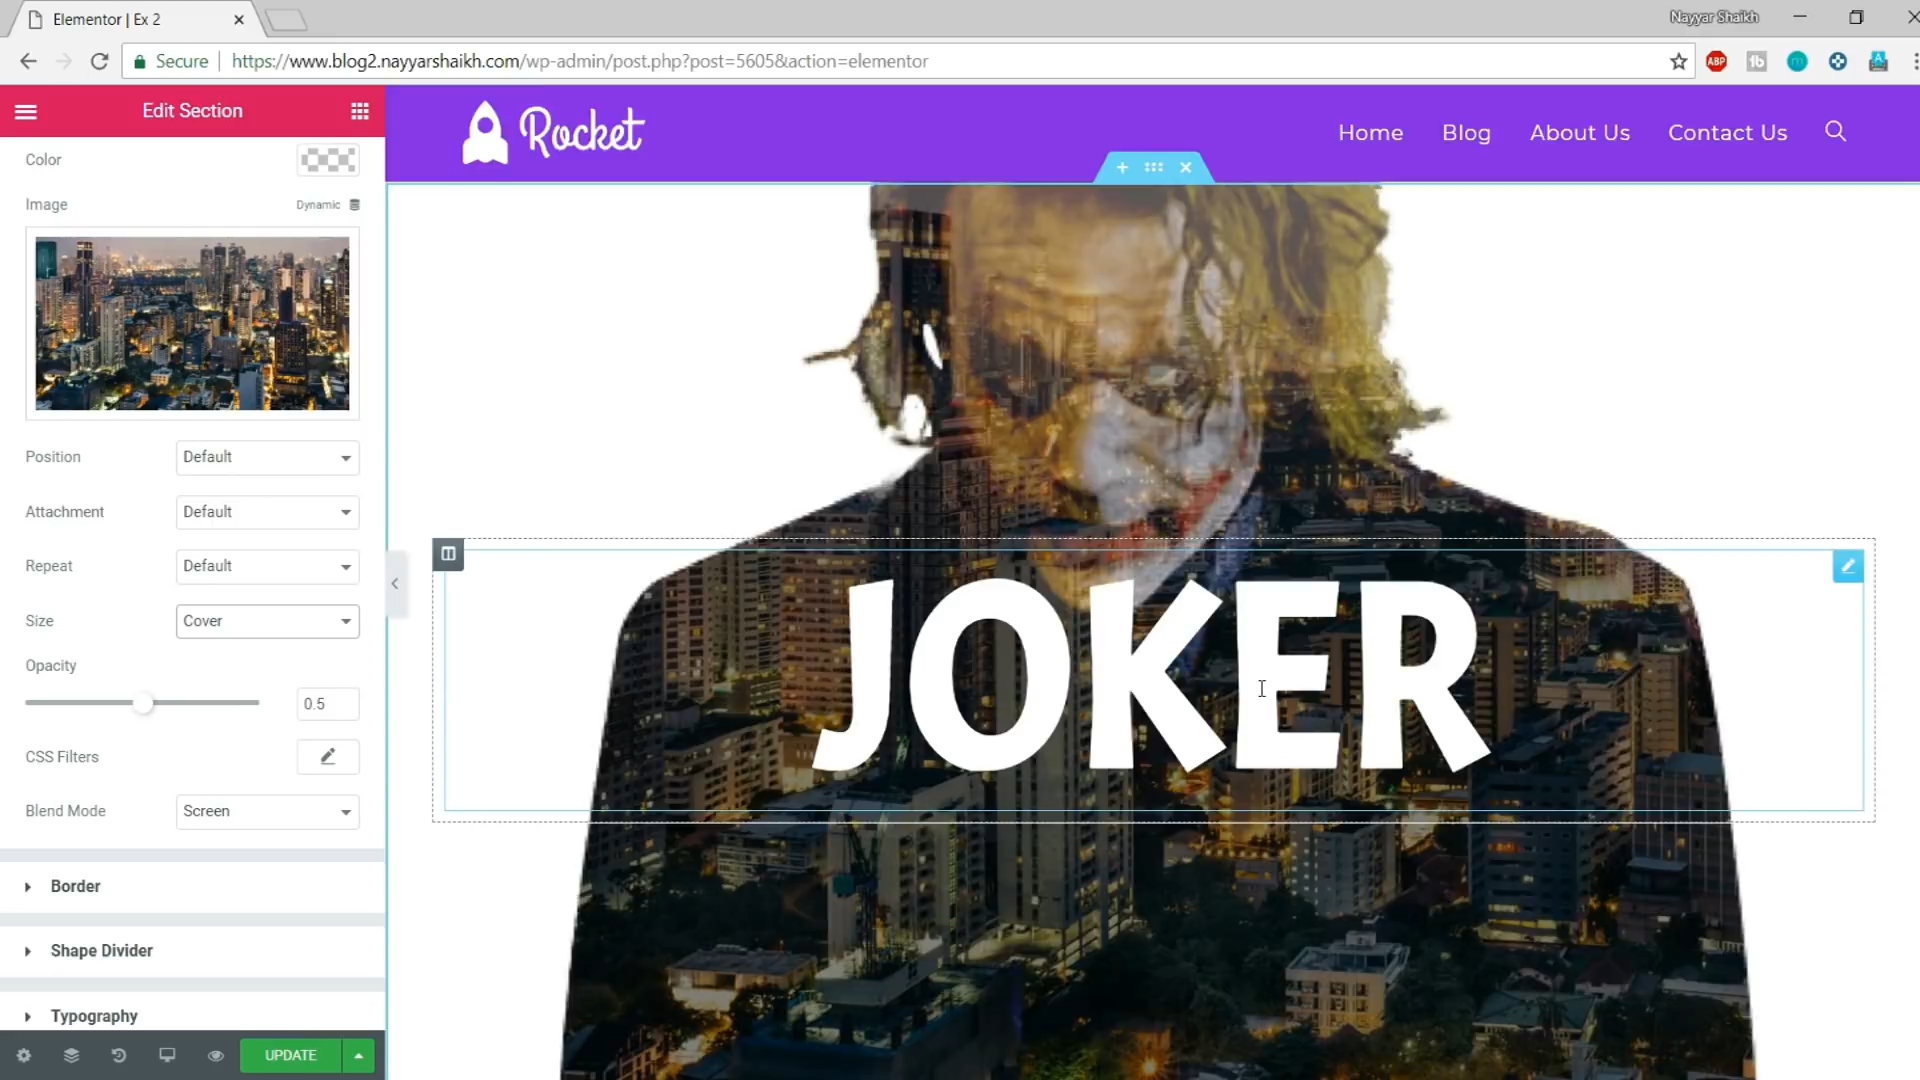 Elementor | Ex 2
Nayyar Shaikh
Secure
https://www.blog2.nayyarshaikh.com/wp-admin/post.php?post=5605&action=elementor
ABP
Edit Section
Rocket
Home Blog About Us Contact Us
Color
Image Dynamic
Position Default
Attachment Default
Repeat Default
Size Cover
Opacity
0.5
CSS Filters
Blend Mode Screen
Border
Shape Divider
Typography
UPDATE
JOKER